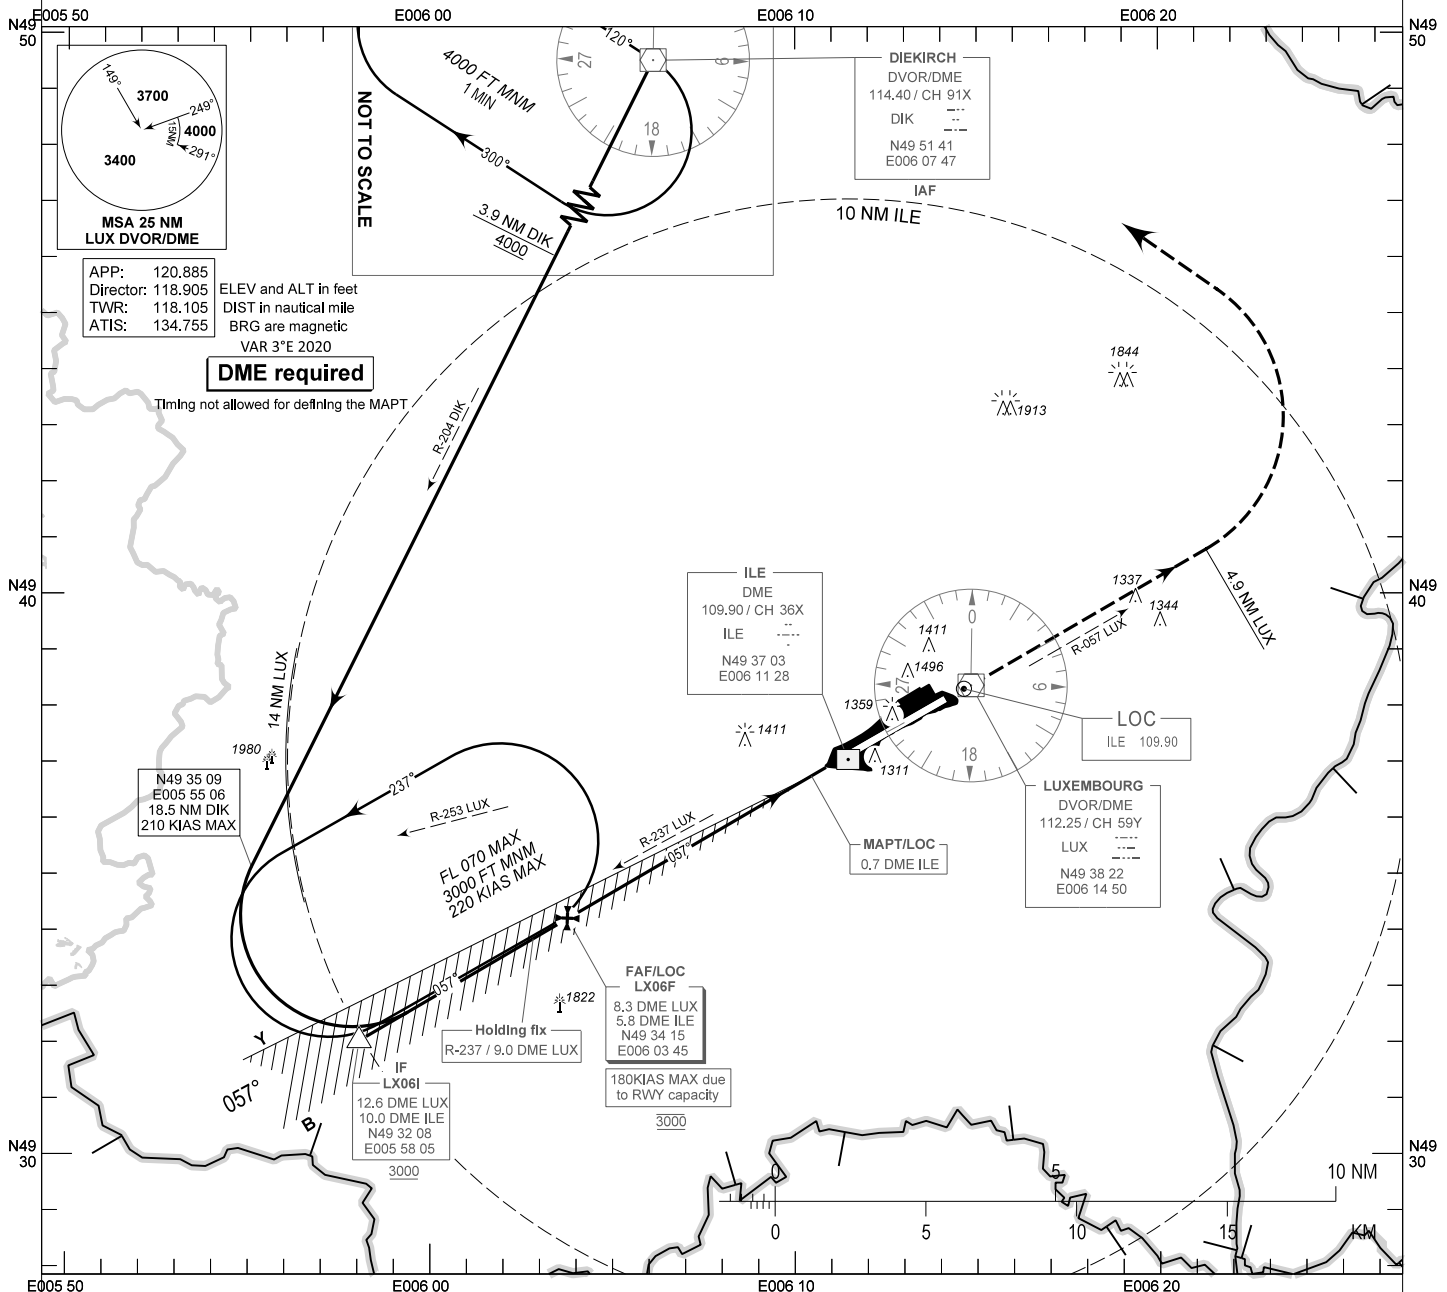 E005 50
E006 00
E006 10
E006 20
N49
50
N49
50
149°
3700
249°
15NM
4000
291°
3400
MSA 25 NM
LUX DVOR/DME
120°
4000 FT MNM
1 MIN
300°
NOT TO SCALE
27
9
18
DIEKIRCH
DVOR/DME
114.40 / CH 91X
DIK
N49 51 41
E006 07 47
IAF
10 NM ILE
3.9 NM DIK
4000
APP: 120.885
Director: 118.905
TWR: 118.105
ATIS: 134.755
ELEV and ALT in feet
DIST in nautical mile
BRG are magnetic
VAR 3°E 2020
DME required
Timing not allowed for defining the MAPT
R-204 DIK
1844
1913
N49
40
N49
40
ILE
DME
109.90 / CH 36X
ILE
N49 37 03
E006 11 28
1337
1344
4.9 NM LUX
R-057 LUX
0
27
9
18
1411
1496
1359
1411
1311
14 NM LUX
1980
LOC
ILE 109.90
N49 35 09
E005 55 06
18.5 NM DIK
210 KIAS MAX
237°
R-253 LUX
LUXEMBOURG
DVOR/DME
112.25 / CH 59Y
LUX
N49 38 22
E006 14 50
FL 070 MAX
3000 FT MNM
220 KIAS MAX
R-237 LUX
057°
MAPT/LOC
0.7 DME ILE
057°
FAF/LOC
LX06F
8.3 DME LUX
5.8 DME ILE
N49 34 15
E006 03 45
180KIAS MAX due
to RWY capacity
3000
1822
Holding fix
R-237 / 9.0 DME LUX
Y
057°
B
IF
LX06I
12.6 DME LUX
10.0 DME ILE
N49 32 08
E005 58 05
3000
N49
30
N49
30
0
5
10 NM
0
5
10
15
KM
E005 50
E006 00
E006 10
E006 20